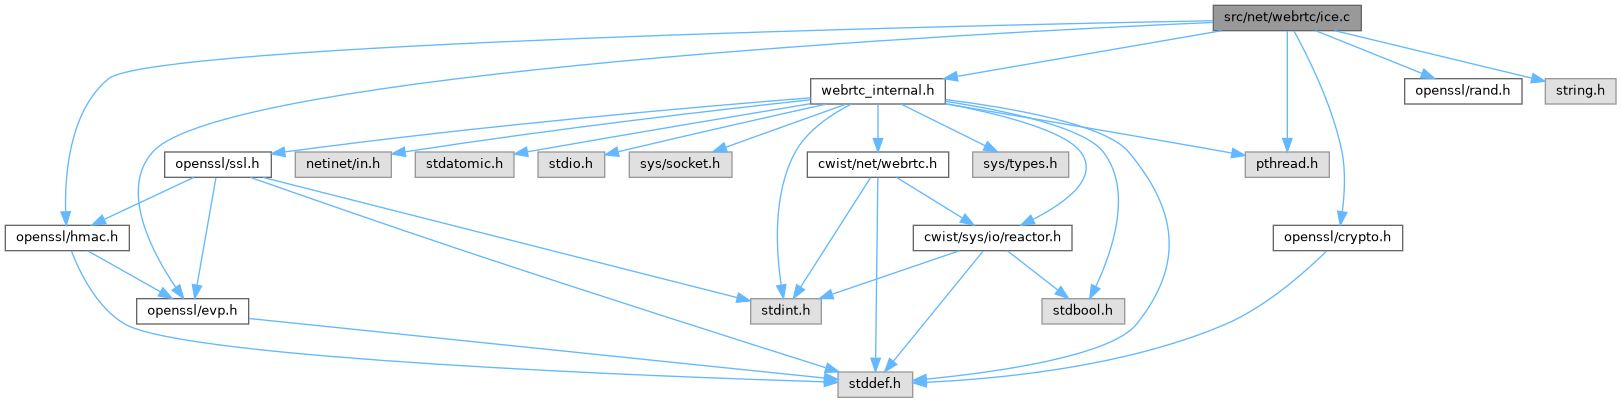 src/net/webrtc/ice.c
webrtc_internal.h
openssl/rand.h
string.h
openssl/ssl.h
netinet/in.h
stdatomic.h
stdio.h
sys/socket.h
cwist/net/webrtc.h
sys/types.h
pthread.h
openssl/hmac.h
cwist/sys/io/reactor.h
openssl/crypto.h
openssl/evp.h
stdint.h
stdbool.h
stddef.h